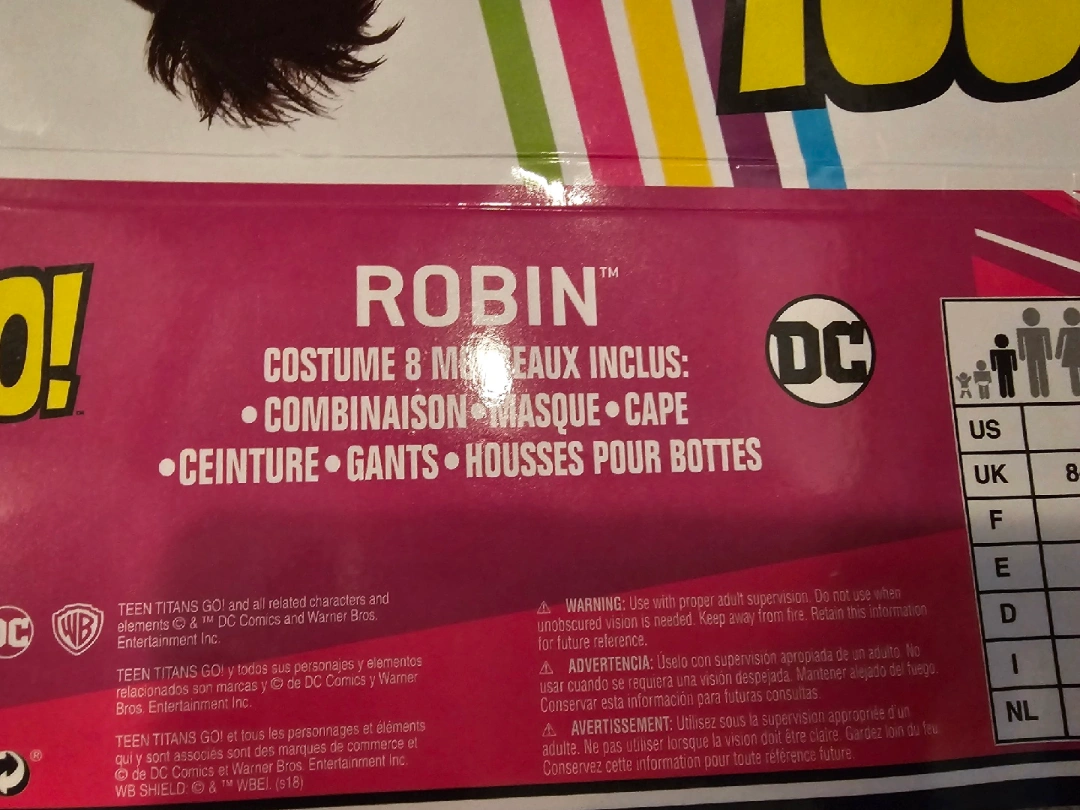 O!
ROBIN™
COSTUME 8 INCLUS:
• COMBINAISON • MASQUE • CAPE
• CEINTURE • GANTS • HOUSSES POUR BOTTES
DC
US
UK 8
F
E
D
I
NL
DC
WB
TEEN TITANS GO! and all related characters and
elements © & ™ DC Comics and Warner Bros.
Entertainment Inc.
TEEN TITANS GO! y todos sus personajes y elementos
relacionados son marcas y © de DC Comics y Warner
Bros. Entertainment Inc.
TEEN TITANS GO! et tous les personnages et éléments
qui y sont associés sont des marques de commerce et
© de DC Comics et Warner Bros. Entertainment Inc.
WB SHIELD: © & ™ WBEI. (s18)
®
⚠ WARNING: Use with proper adult supervision. Do not use when
unobscured vision is needed. Keep away from fire. Retain this information
for future reference.
⚠ ADVERTENCIA: Úselo con supervisión apropiada de un adulto. No
usar cuando se requiera una visión despejada. Mantener alejado del fuego.
Conservar esta información para futuras consultas.
⚠ AVERTISSEMENT: Utilisez sous la supervision appropriée d'un
adulte. Ne pas utiliser lorsque la vision doit être claire. Gardez loin du feu.
Conservez cette information pour toute référence future.